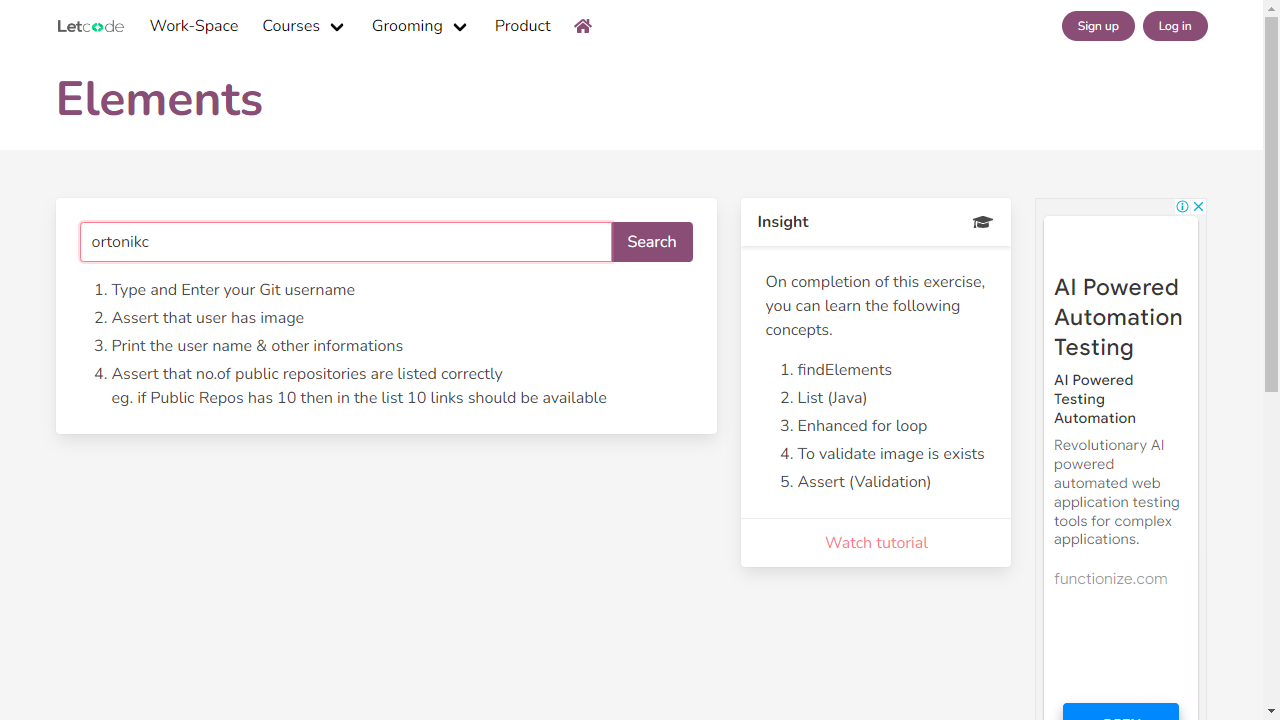 Letcode Work-Space Courses Grooming Product Sign up Log in
Elements
ortonikc Search
1. Type and Enter your Git username
2. Assert that user has image
3. Print the user name & other informations
4. Assert that no.of public repositories are listed correctly
eg. if Public Repos has 10 then in the list 10 links should be available
Insight
On completion of this exercise,
you can learn the following
concepts.
1. findElements
2. List (Java)
3. Enhanced for loop
4. To validate image is exists
5. Assert (Validation)
Watch tutorial
AI Powered
Automation
Testing
AI Powered
Testing
Automation
Revolutionary AI
powered
automated web
application testing
tools for complex
applications.
functionize.com